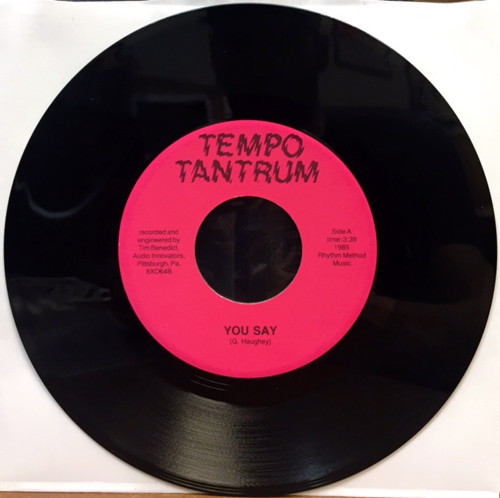 TEMPO
TANTRUM
recorded and
engineered by
Tim Benedict,
Audio Innovators,
Pittsburgh, Pa.
8XO648
Side A
time: 3:39
1985
Rhythm Method
Music
YOU SAY
(G. Haughey)